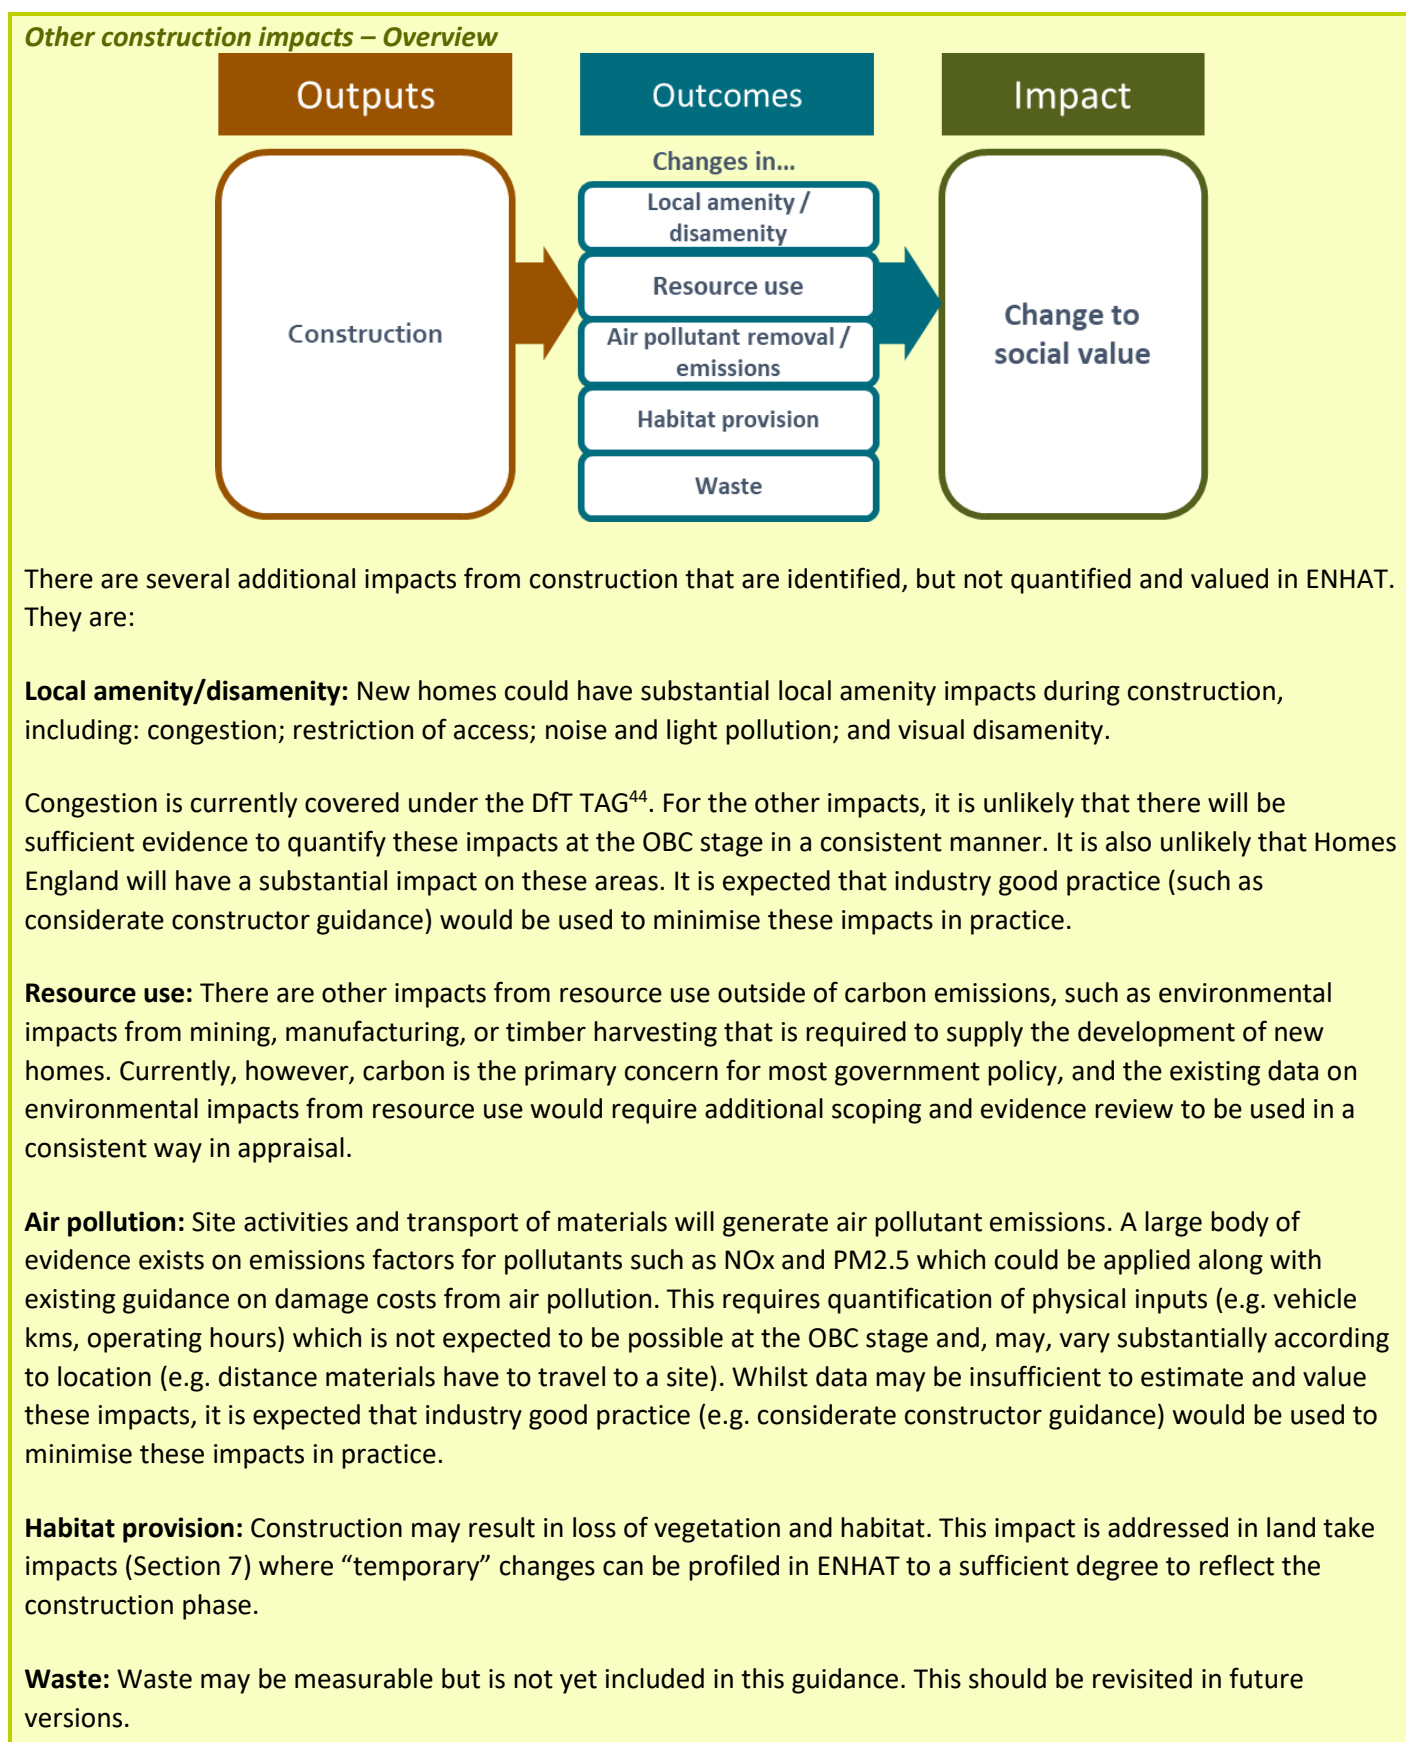 Other construction impacts – Overview
Outputs
Outcomes
Impact
Construction
Changes in...
Local amenity /
disamenity
Resource use
Air pollutant removal /
emissions
Habitat provision
Waste
Change to
social value
There are several additional impacts from construction that are identified, but not quantified and valued in ENHAT.
They are:
Local amenity/disamenity: New homes could have substantial local amenity impacts during construction,
including: congestion; restriction of access; noise and light pollution; and visual disamenity.
Congestion is currently covered under the DfT TAG44. For the other impacts, it is unlikely that there will be
sufficient evidence to quantify these impacts at the OBC stage in a consistent manner. It is also unlikely that Homes
England will have a substantial impact on these areas. It is expected that industry good practice (such as
considerate constructor guidance) would be used to minimise these impacts in practice.
Resource use: There are other impacts from resource use outside of carbon emissions, such as environmental
impacts from mining, manufacturing, or timber harvesting that is required to supply the development of new
homes. Currently, however, carbon is the primary concern for most government policy, and the existing data on
environmental impacts from resource use would require additional scoping and evidence review to be used in a
consistent way in appraisal.
Air pollution: Site activities and transport of materials will generate air pollutant emissions. A large body of
evidence exists on emissions factors for pollutants such as NOx and PM2.5 which could be applied along with
existing guidance on damage costs from air pollution. This requires quantification of physical inputs (e.g. vehicle
kms, operating hours) which is not expected to be possible at the OBC stage and, may, vary substantially according
to location (e.g. distance materials have to travel to a site). Whilst data may be insufficient to estimate and value
these impacts, it is expected that industry good practice (e.g. considerate constructor guidance) would be used to
minimise these impacts in practice.
Habitat provision: Construction may result in loss of vegetation and habitat. This impact is addressed in land take
impacts (Section 7) where “temporary” changes can be profiled in ENHAT to a sufficient degree to reflect the
construction phase.
Waste: Waste may be measurable but is not yet included in this guidance. This should be revisited in future
versions.